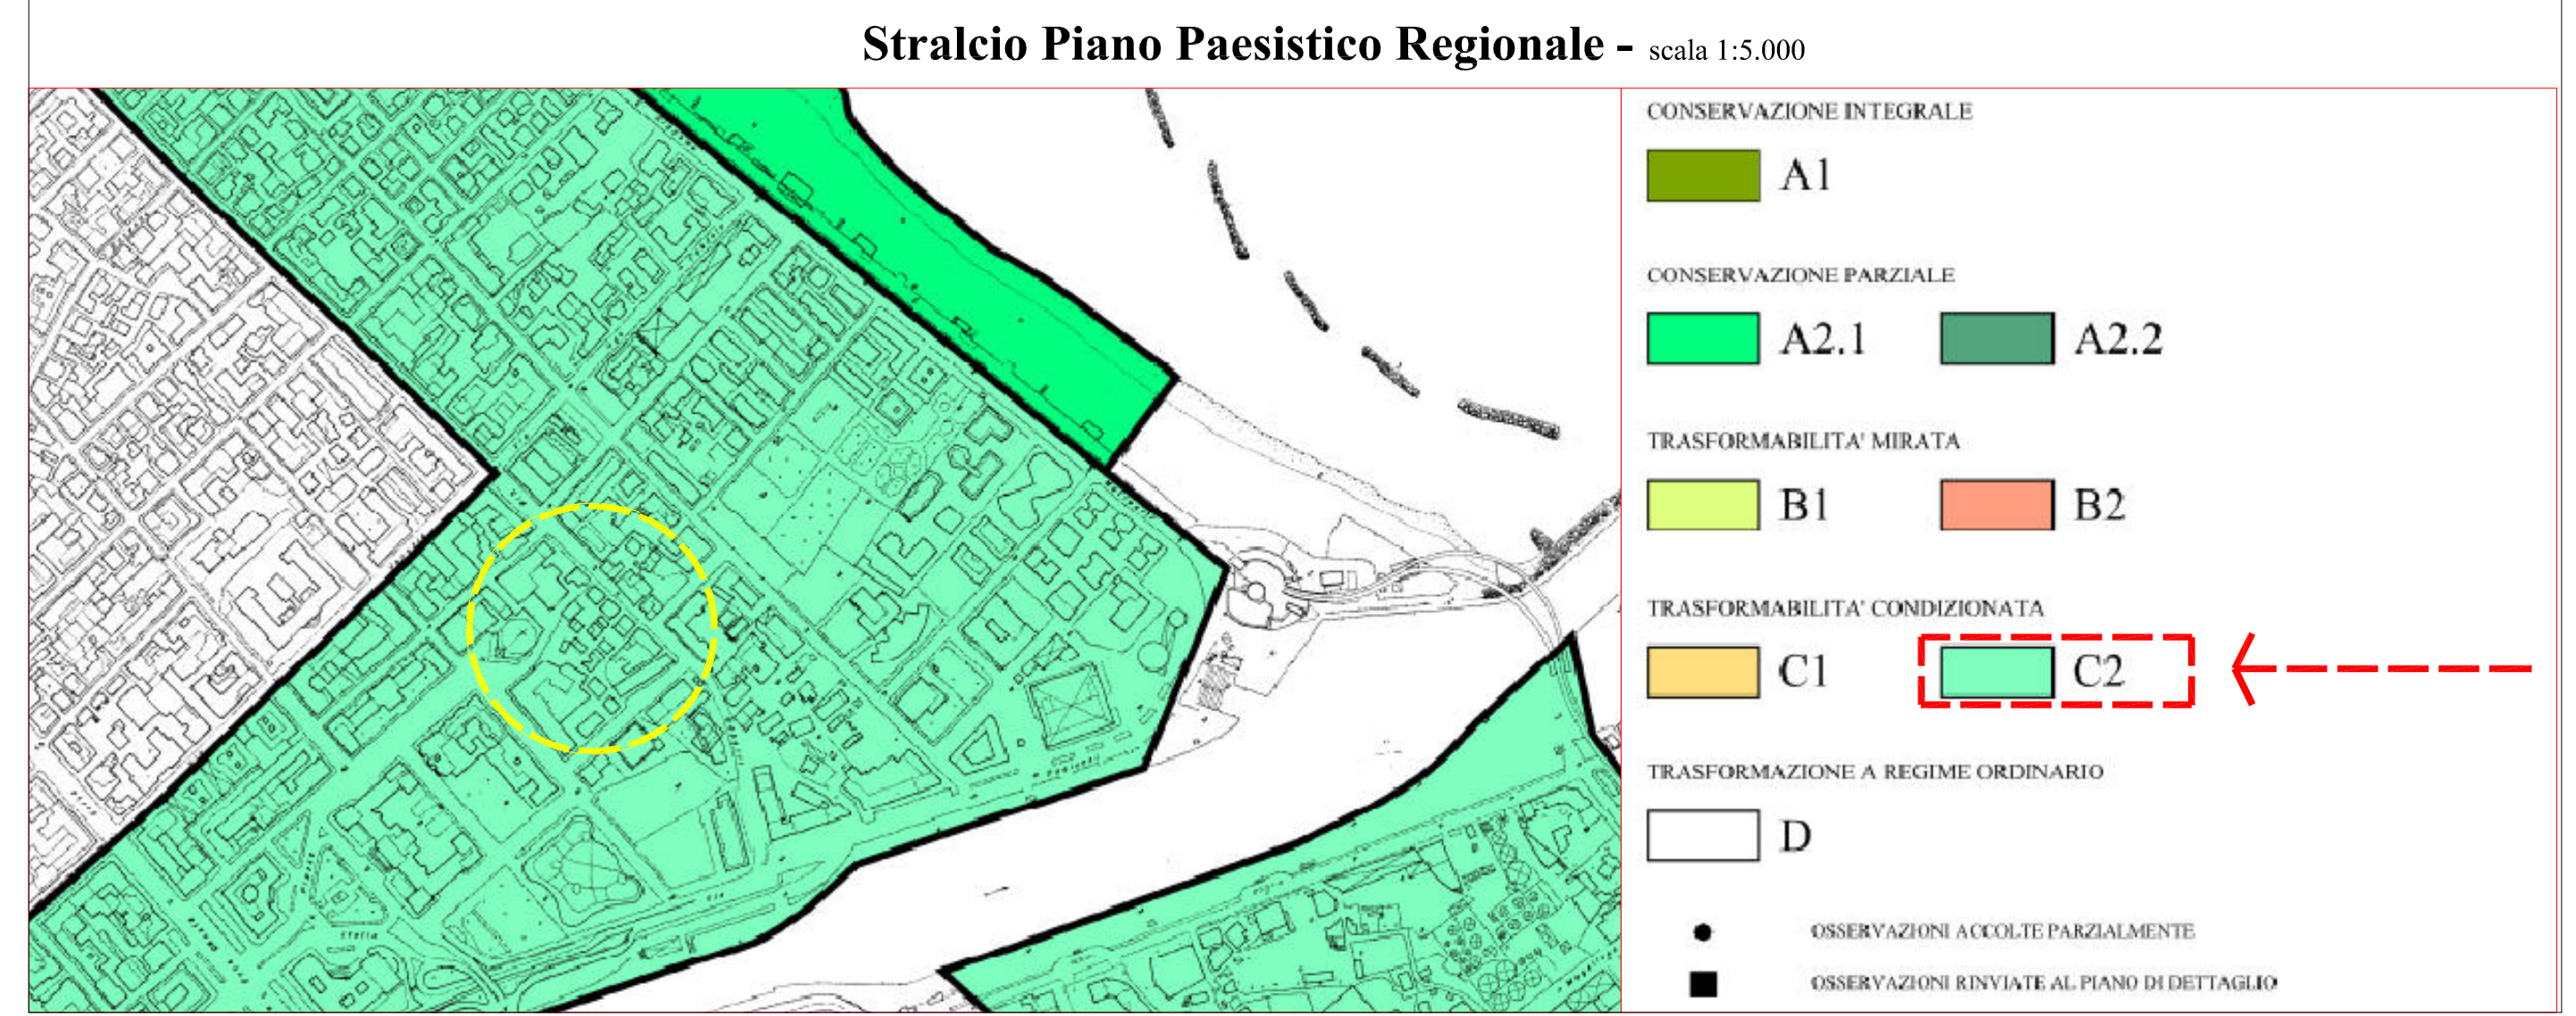 Stralcio Piano Paesistico Regionale - scala 1:5.000
CONSERVAZIONE INTEGRALE
A1
CONSERVAZIONE PARZIALE
A2.1 A2.2
TRASFORMABILITA' MIRATA
B1 B2
TRASFORMABILITA' CONDIZIONATA
C1 C2
TRASFORMAZIONE A REGIME ORDINARIO
D
OSSERVAZIONI ACCOLTE PARZIALMENTE
OSSERVAZIONI RINVIATE AL PIANO DI DETTAGLIO